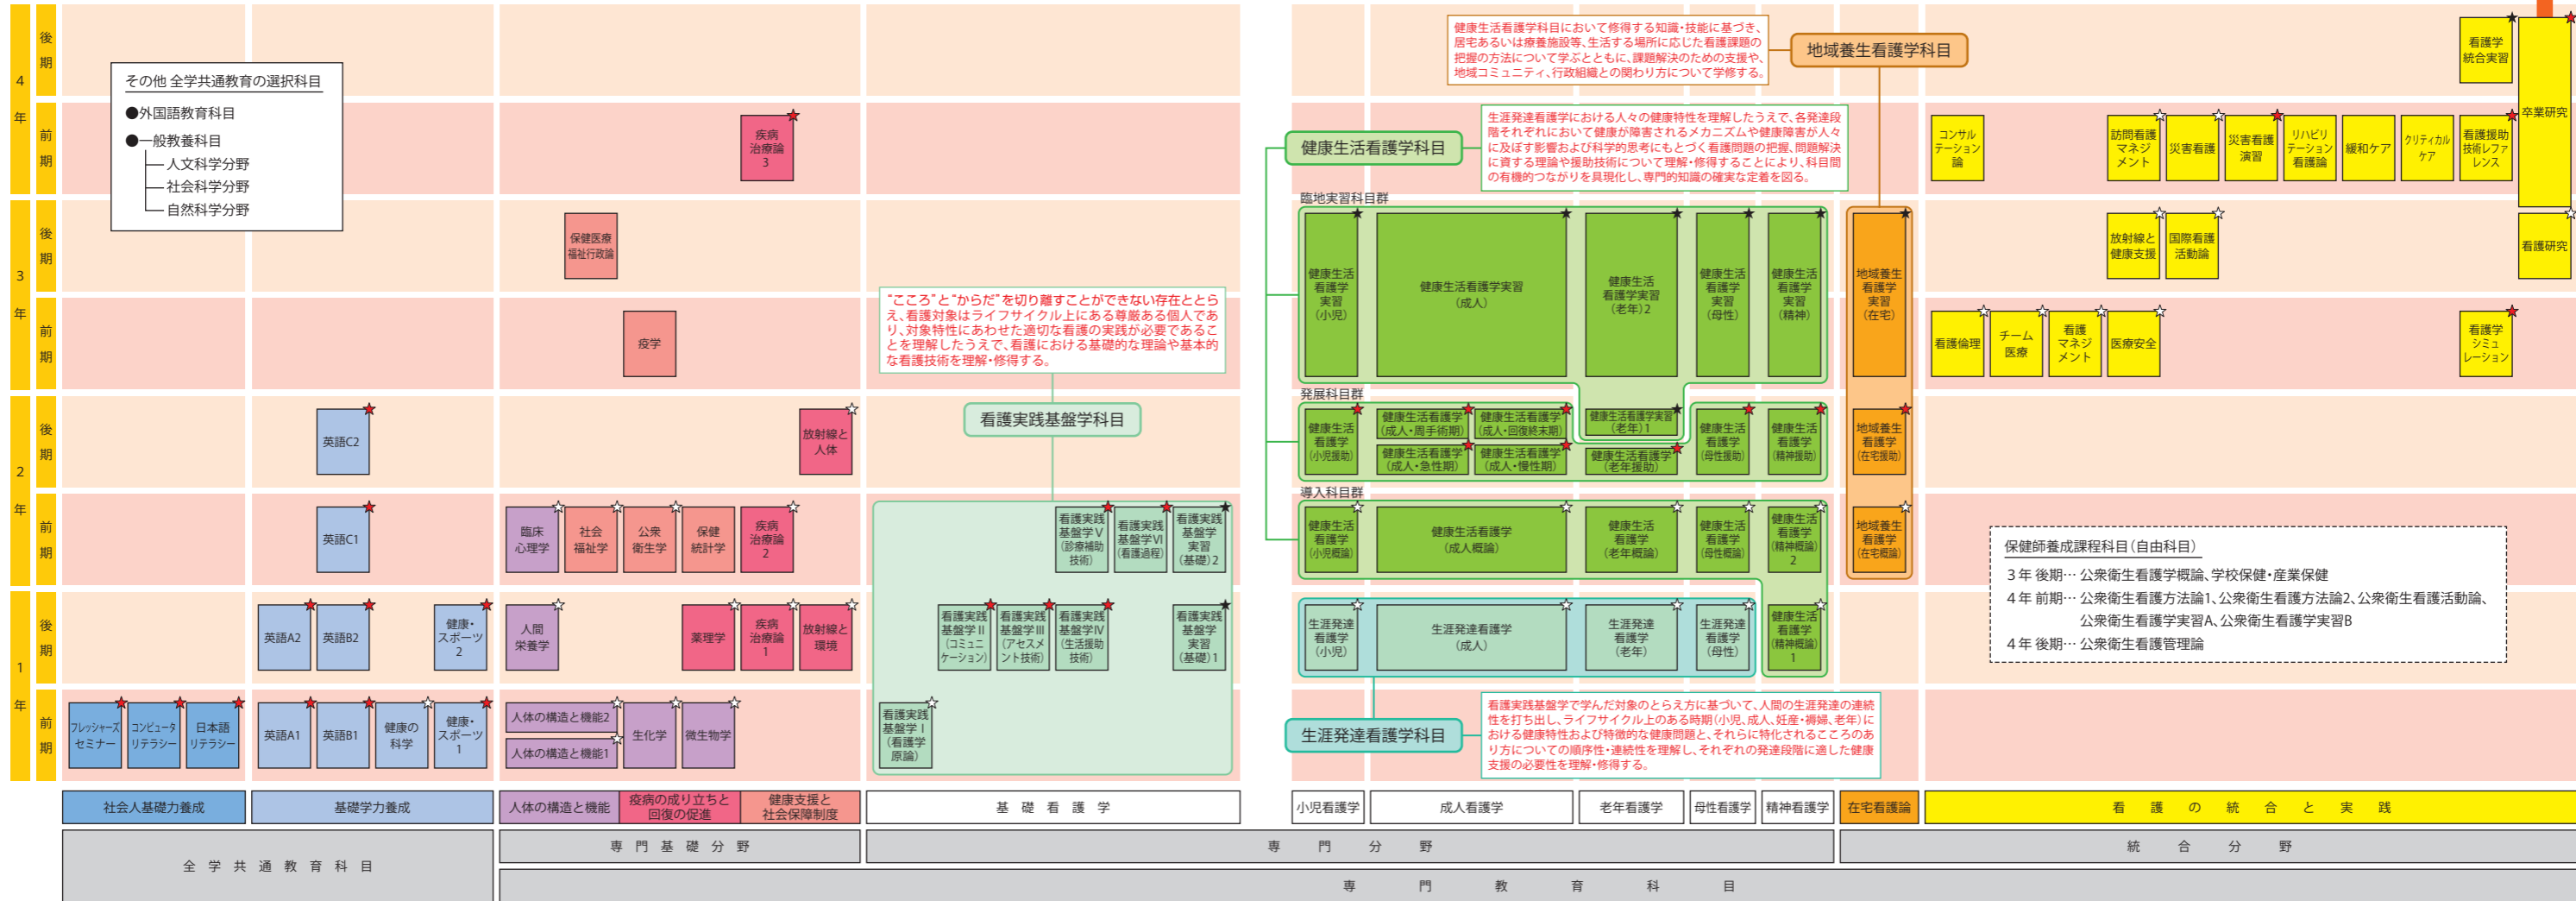 4年
後期
前期
3年
後期
前期
2年
後期
前期
1年
後期
前期
その他 全学共通教育の選択科目
●外国語教育科目
●一般教養科目
人文科学分野
社会科学分野
自然科学分野
疾病
治療論
3
保健医療
福祉行政論
疫学
英語C2
放射線と
人体
英語C1
臨床
心理学
社会
福祉学
公衆
衛生学
保健
統計学
疾病
治療論
2
英語A2
英語B2
健康・
スポーツ
2
人間
栄養学
薬理学
疾病
治療論
1
放射線と
環境
フレッシャーズ
セミナー
コンピュータ
リテラシー
日本語
リテラシー
英語A1
英語B1
健康の
科学
健康・
スポーツ
1
人体の構造と機能2
人体の構造と機能1
生化学
微生物学
“こころ”と“からだ”を切り離すことができない存在ととら
え、看護対象はライフサイクル上にある尊厳ある個人であ
り、対象特性にあわせた適切な看護の実践が必要であるこ
とを理解したうえで、看護における基礎的な理論や基本的
な看護技術を理解・修得する。
看護実践基盤学科目
看護実践
基盤学Ⅴ
(診療補助
技術)
看護実践
基盤学Ⅵ
(看護過程)
看護実践
基盤学
実習
(基礎)2
看護実践
基盤学Ⅱ
(コミュニ
ケーション)
看護実践
基盤学Ⅲ
(アセスメ
ント技術)
看護実践
基盤学Ⅳ
(生活援助
技術)
看護実践
基盤学
実習
(基礎)1
看護実践
基盤学Ⅰ
(看護学
原論)
健康生活看護学科目において修得する知識・技能に基づき、
居宅あるいは療養施設等、生活する場所に応じた看護課題の
把握の方法について学ぶとともに、課題解決のための支援や、
地域コミュニティ、行政組織との関わり方について学修する。
地域養生看護学科目
健康生活看護学科目
生涯発達看護学における人々の健康特性を理解したうえで、各発達段
階それぞれにおいて健康が障害されるメカニズムや健康障害が人々
に及ぼす影響および科学的思考にもとづく看護問題の把握、問題解決
に資する理論や援助技術について理解・修得することにより、科目間
の有機的つながりを具現化し、専門的知識の確実な定着を図る。
臨地実習科目群
健康生活
看護学
実習
(小児)
健康生活看護学実習
(成人)
健康生活
看護学実習
(老年)2
健康生活
看護学
実習
(母性)
健康生活
看護学
実習
(精神)
地域養生
看護学
実習
(在宅)
発展科目群
健康生活
看護学
(小児援助)
健康生活看護学
(成人・周手術期)
健康生活看護学
(成人・回復終末期)
健康生活看護学
(成人・急性期)
健康生活看護学
(成人・慢性期)
健康生活看護学実習
(老年)1
健康生活看護学
(老年援助)
健康生活
看護学
(母性援助)
健康生活
看護学
(精神援助)
地域養生
看護学
(在宅援助)
導入科目群
健康生活
看護学
(小児概論)
健康生活看護学
(成人概論)
健康生活
看護学
(老年概論)
健康生活
看護学
(母性概論)
健康生活
看護学
(精神概論)
2
地域養生
看護学
(在宅概論)
生涯発達
看護学
(小児)
生涯発達看護学
(成人)
生涯発達
看護学
(老年)
生涯発達
看護学
(母性)
健康生活
看護学
(精神概論)
1
生涯発達看護学科目
看護実践基盤学で学んだ対象のとらえ方に基づいて、人間の生涯発達の連続
性を打ち出し、ライフサイクル上のある時期(小児、成人、妊産・褥婦、老年)に
おける健康特性および特徴的な健康問題と、それらに特化されるこころのあ
り方についての順序性・連続性を理解し、それぞれの発達段階に適した健康
支援の必要性を理解・修得する。
看護学
統合実習
卒業研究
コンサル
テーション
論
訪問看護
マネジ
メント
災害看護
災害看護
演習
リハビリ
テーション
看護論
緩和ケア
クリティカル
ケア
看護援助
技術レファ
レンス
放射線と
健康支援
国際看護
活動論
看護研究
看護倫理
チーム
医療
看護
マネジ
メント
医療安全
看護学
シミュ
レーション
保健師養成課程科目(自由科目)
3年 後期… 公衆衛生看護学概論、学校保健・産業保健
4年 前期… 公衆衛生看護方法論1、公衆衛生看護方法論2、公衆衛生看護活動論、
公衆衛生看護学実習A、公衆衛生看護学実習B
4年 後期… 公衆衛生看護管理論
社会人基礎力養成
基礎学力養成
人体の構造と機能
疫病の成り立ちと
回復の促進
健康支援と
社会保障制度
基礎看護学
小児看護学
成人看護学
老年看護学
母性看護学
精神看護学
在宅看護論
看護の統合と実践
全学共通教育科目
専門基礎分野
専門分野
統合分野
専門教育科目